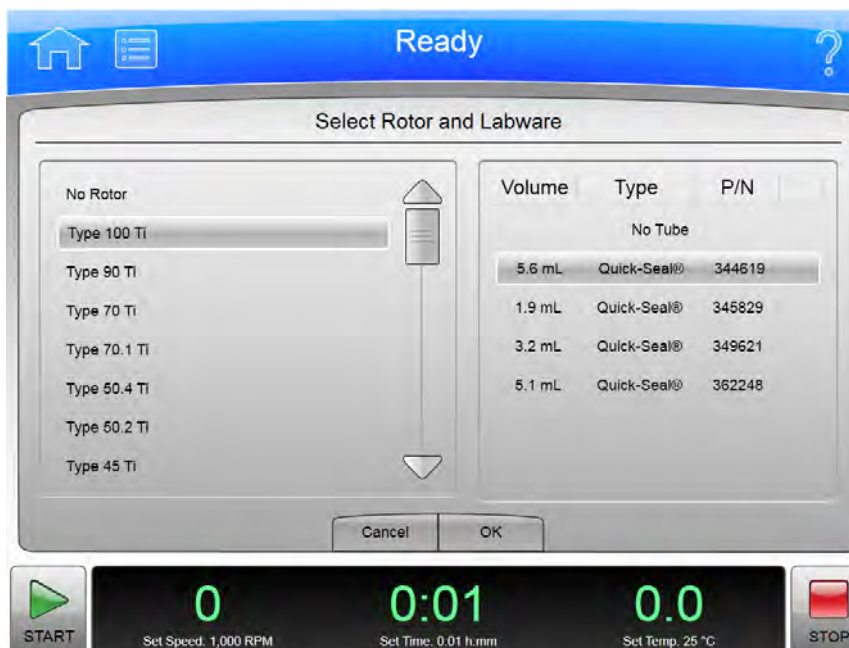 Ready
?
Select Rotor and Labware
No Rotor
Type 100 Ti
Type 90 Ti
Type 70 Ti
Type 70.1 Ti
Type 50.4 Ti
Type 50.2 Ti
Type 45 Ti
Volume Type P/N
No Tube
5.6 mL Quick-Seal® 344619
1.9 mL Quick-Seal® 345829
3.2 mL Quick-Seal® 349621
5.1 mL Quick-Seal® 362248
Cancel OK
START
0 0:01 0.0
Set Speed. 1,000 RPM Set Time. 0:01 h:mm Set Temp. 25 °C
STOP